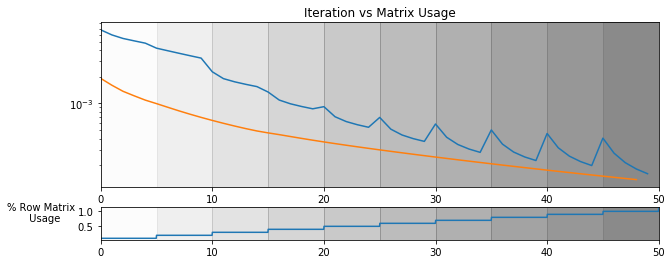 Iteration vs Matrix Usage
10⁻³
0 10 20 30 40 50
% Row Matrix
Usage
1.0
0.5
0 10 20 30 40 50